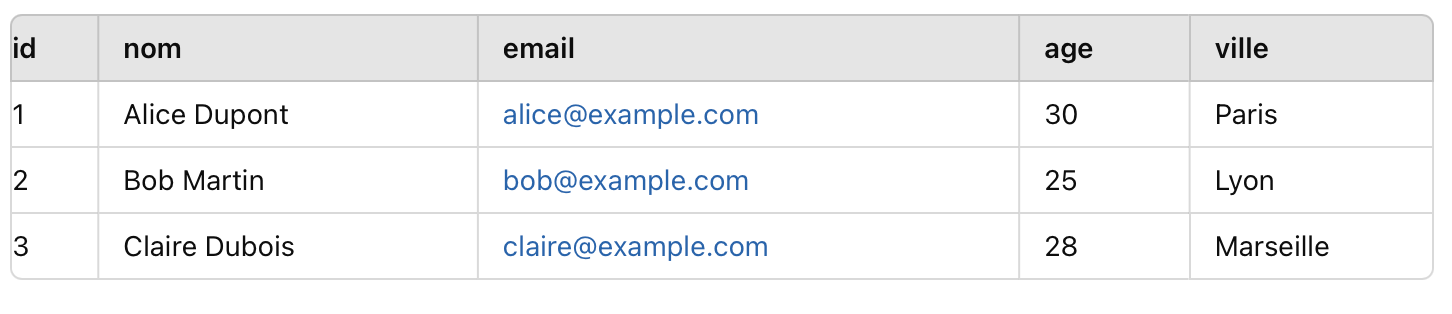 id nom email age ville
1 Alice Dupont alice@example.com 30 Paris
2 Bob Martin bob@example.com 25 Lyon
3 Claire Dubois claire@example.com 28 Marseille